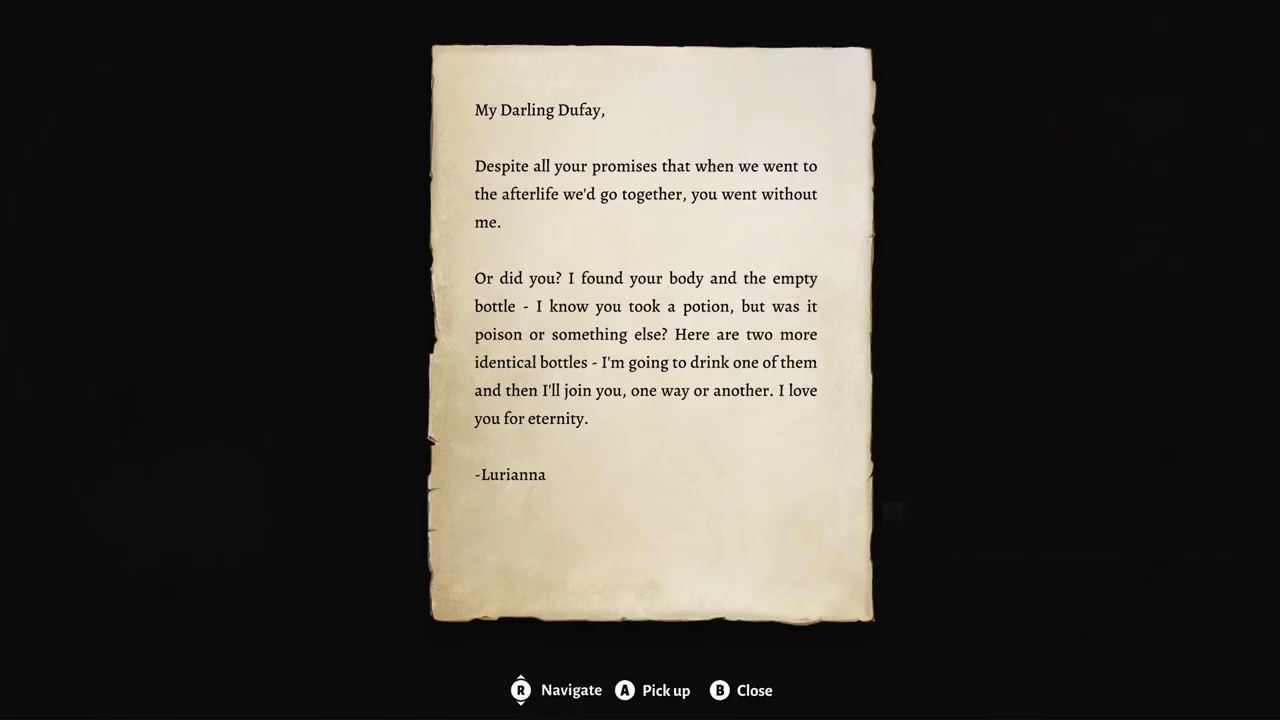 My Darling Dufay,
Despite all your promises that when we went to
the afterlife we'd go together, you went without
me.
Or did you? I found your body and the empty
bottle - I know you took a potion, but was it
poison or something else? Here are two more
identical bottles - I'm going to drink one of them
and then I'll join you, one way or another. I love
you for eternity.
-Lurianna
R Navigate A Pick up B Close